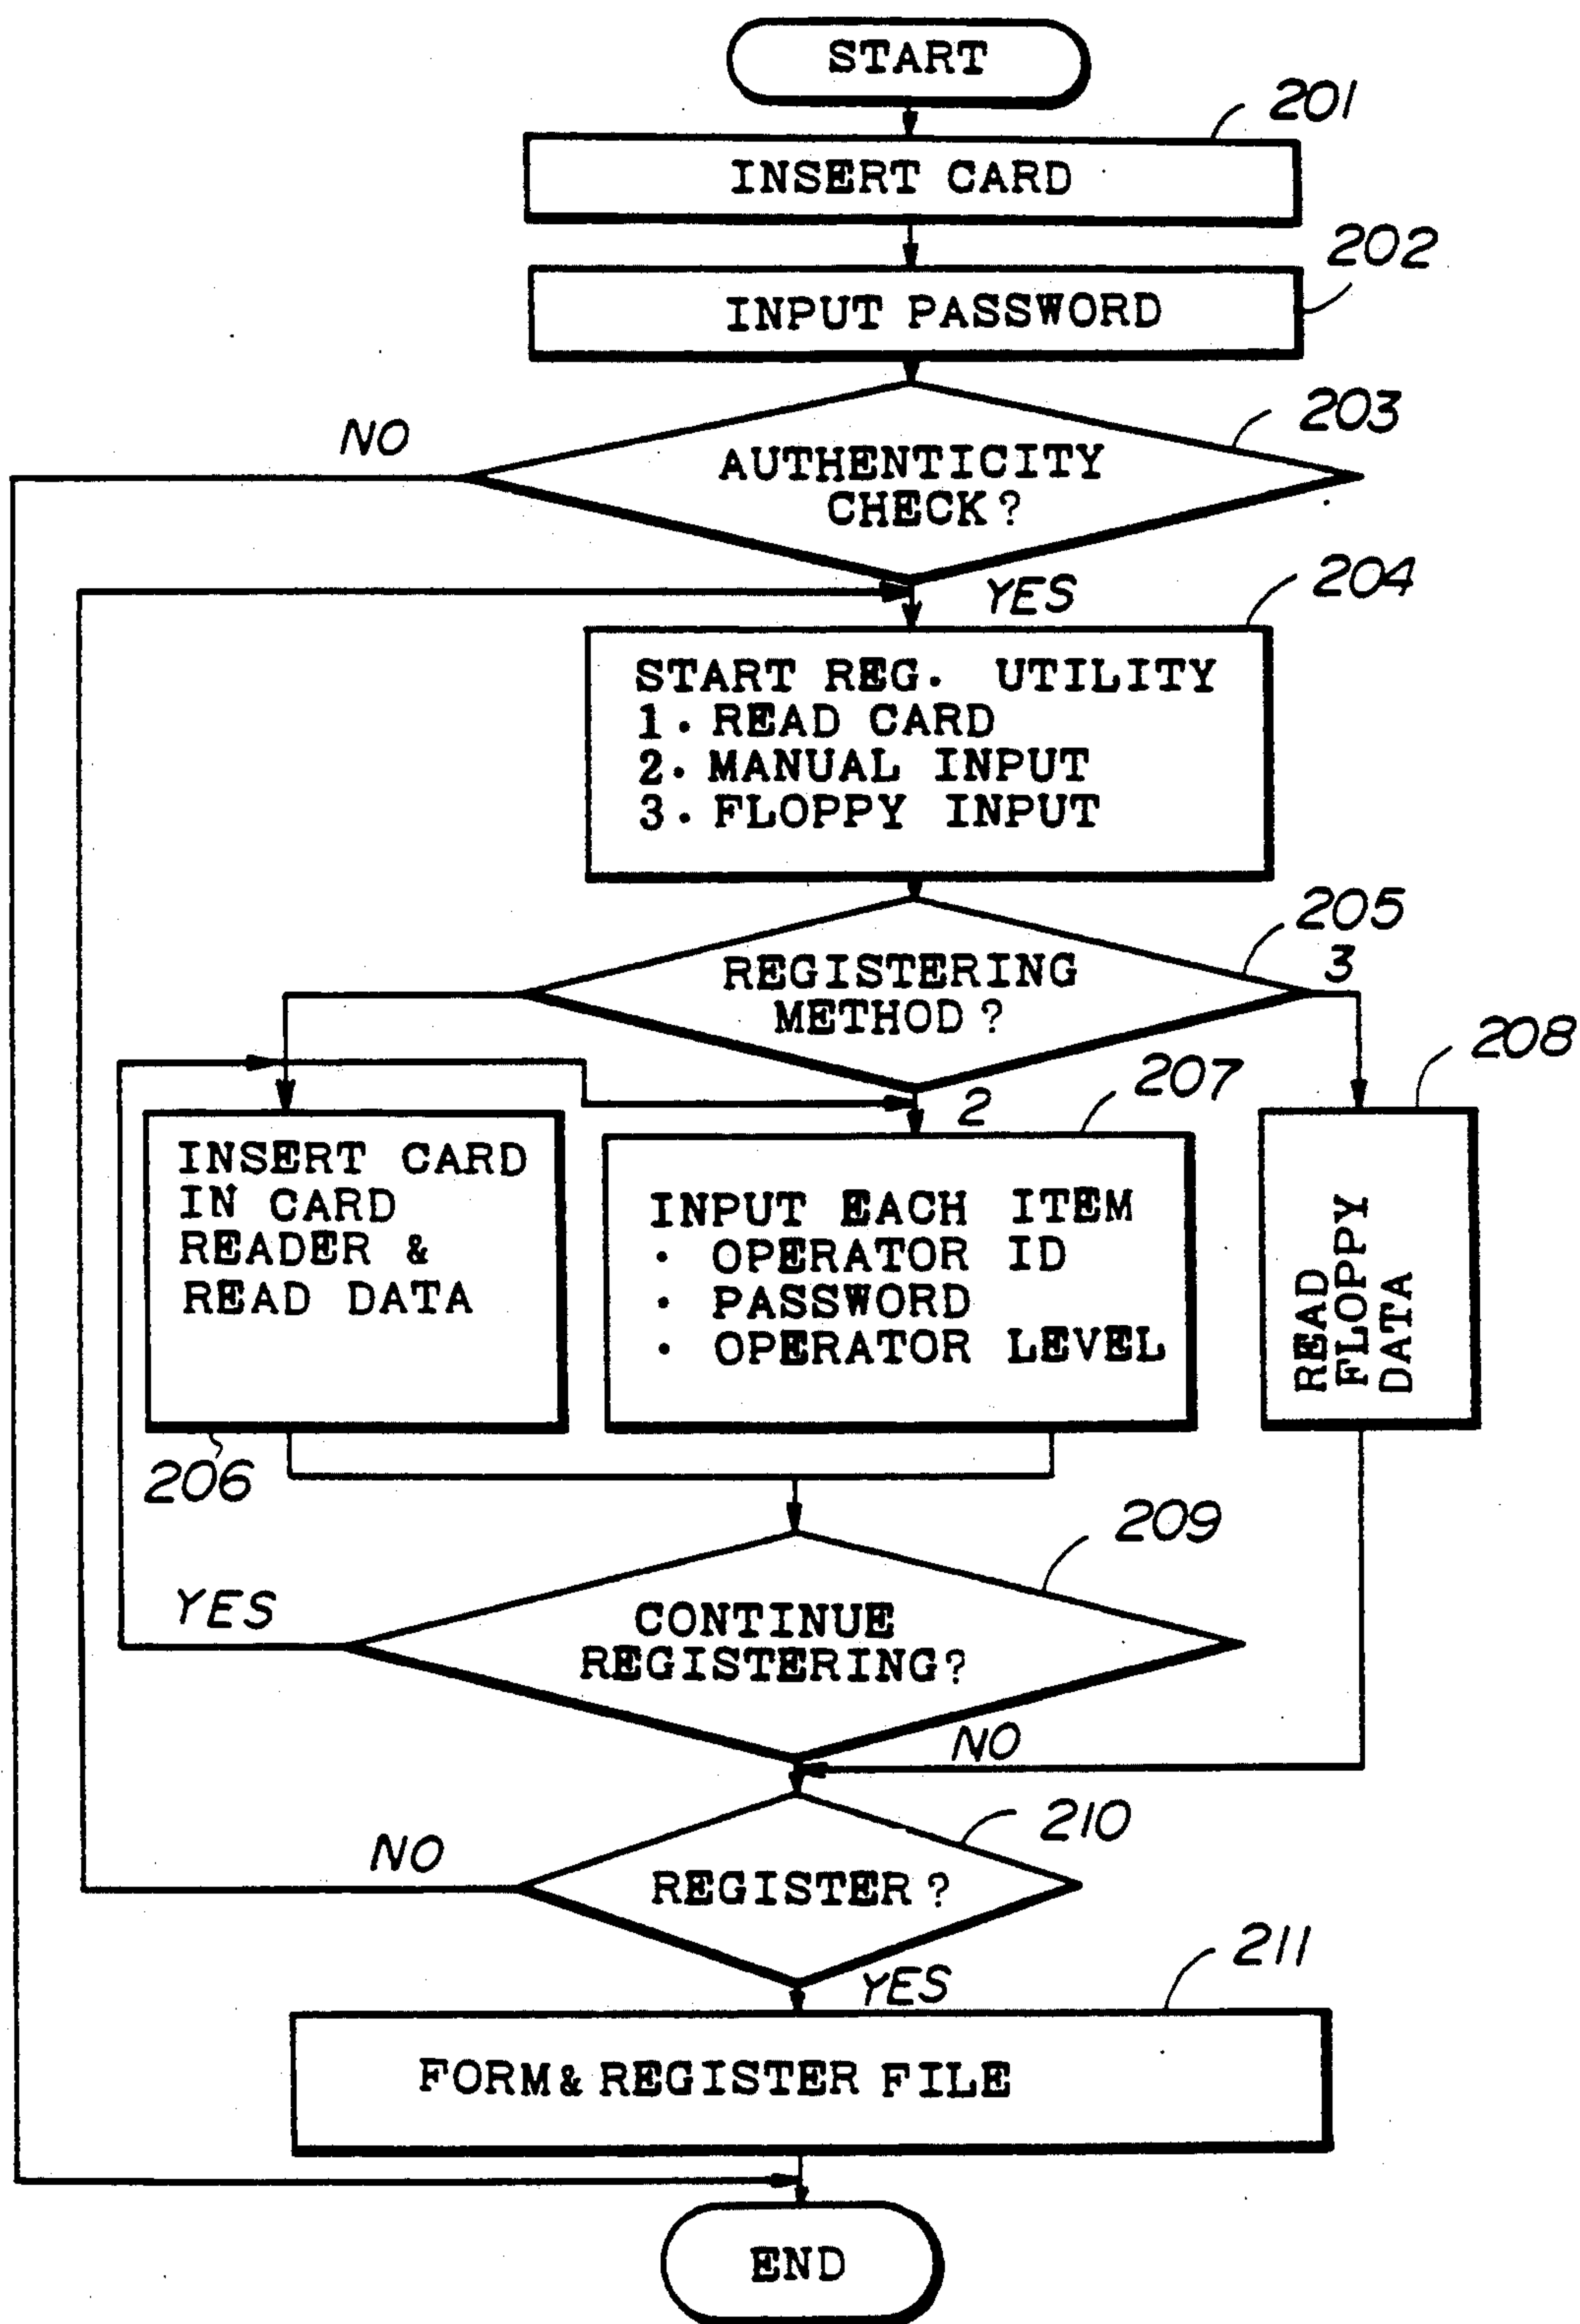 START
201
INSERT CARD
202
INPUT PASSWORD
203
NO
AUTHENTICITY
CHECK?
YES
204
START REG. UTILITY
1. READ CARD
2. MANUAL INPUT
3. FLOPPY INPUT
205
REGISTERING
METHOD?
3
208
2
207
INSERT CARD
IN CARD
READER &
READ DATA
206
INPUT EACH ITEM
· OPERATOR ID
· PASSWORD
· OPERATOR LEVEL
READ
FLOPPY
DATA
209
YES
CONTINUE
REGISTERING?
NO
210
NO
REGISTER?
YES
211
FORM & REGISTER FILE
END